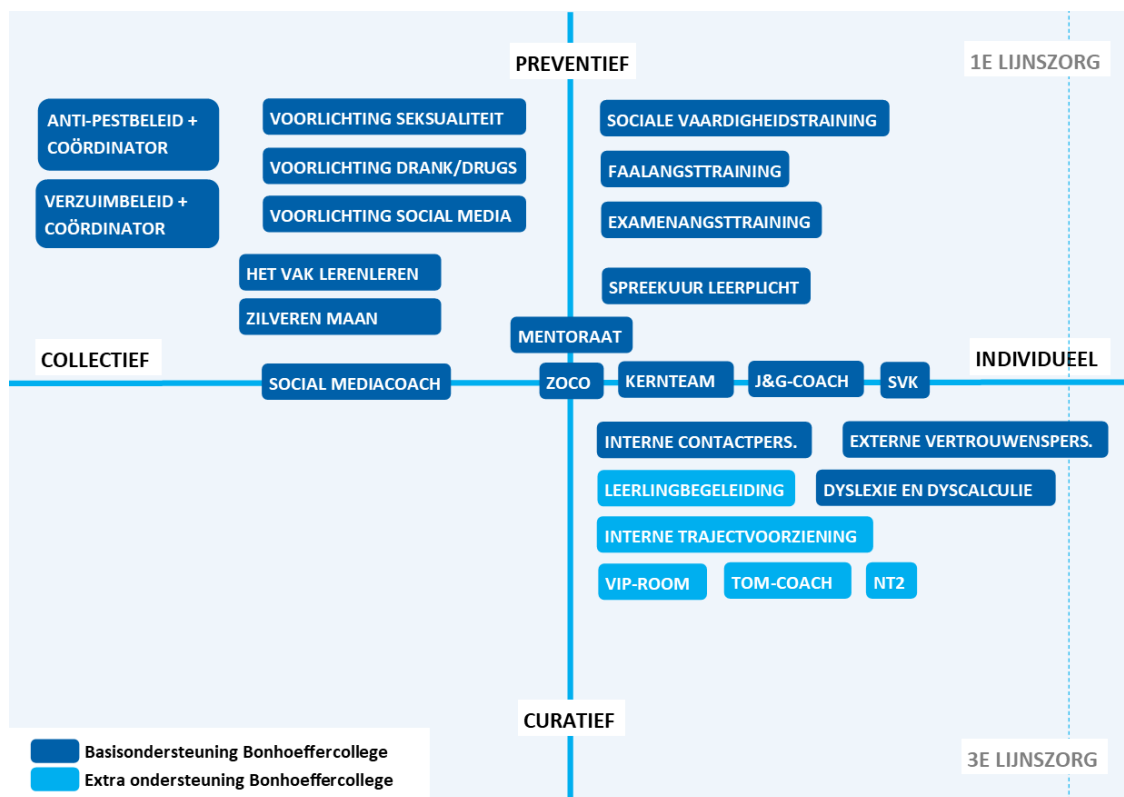 PREVENTIEF
1E LIJNSZORG
ANTI-PESTBELEID +
COÖRDINATOR
VERZUIMBELEID +
COÖRDINATOR
VOORLICHTING SEKSUALITEIT
VOORLICHTING DRANK/DRUGS
VOORLICHTING SOCIAL MEDIA
HET VAK LERENLEREN
ZILVEREN MAAN
SOCIALE VAARDIGHEIDSTRAINING
FAALANGSTTRAINING
EXAMENANGSTTRAINING
SPREEKUUR LEERPLICHT
MENTORAAT
COLLECTIEF
INDIVIDUEEL
SOCIAL MEDIACOACH
ZOCO
KERNTEAM
J&G-COACH
SVK
INTERNE CONTACTPERS.
EXTERNE VERTROUWENSPERS.
LEERLINGBEGELEIDING
DYSLEXIE EN DYSCALCULIE
INTERNE TRAJECTVOORZIENING
VIP-ROOM
TOM-COACH
NT2
CURATIEF
3E LIJNSZORG
Basisondersteuning Bonhoeffercollege
Extra ondersteuning Bonhoeffercollege